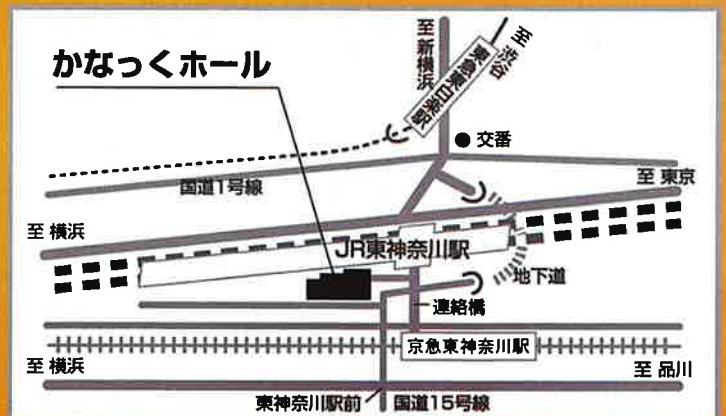 かなっくホール
至 新横浜
至 渋谷
東急東白楽駅
交番
国道1号線
至 東京
至 横浜
JR東神奈川駅
地下道
連絡橋
京急東神奈川駅
至 横浜
至 品川
東神奈川駅前
国道15号線